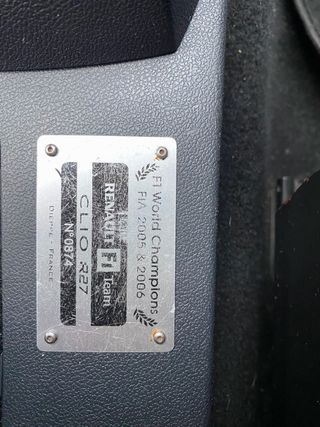 F1 World Champions
FIA 2005 & 2006
RENAULT F1 Team
CLIO R27
N° 0874
DIEPPE - FRANCE